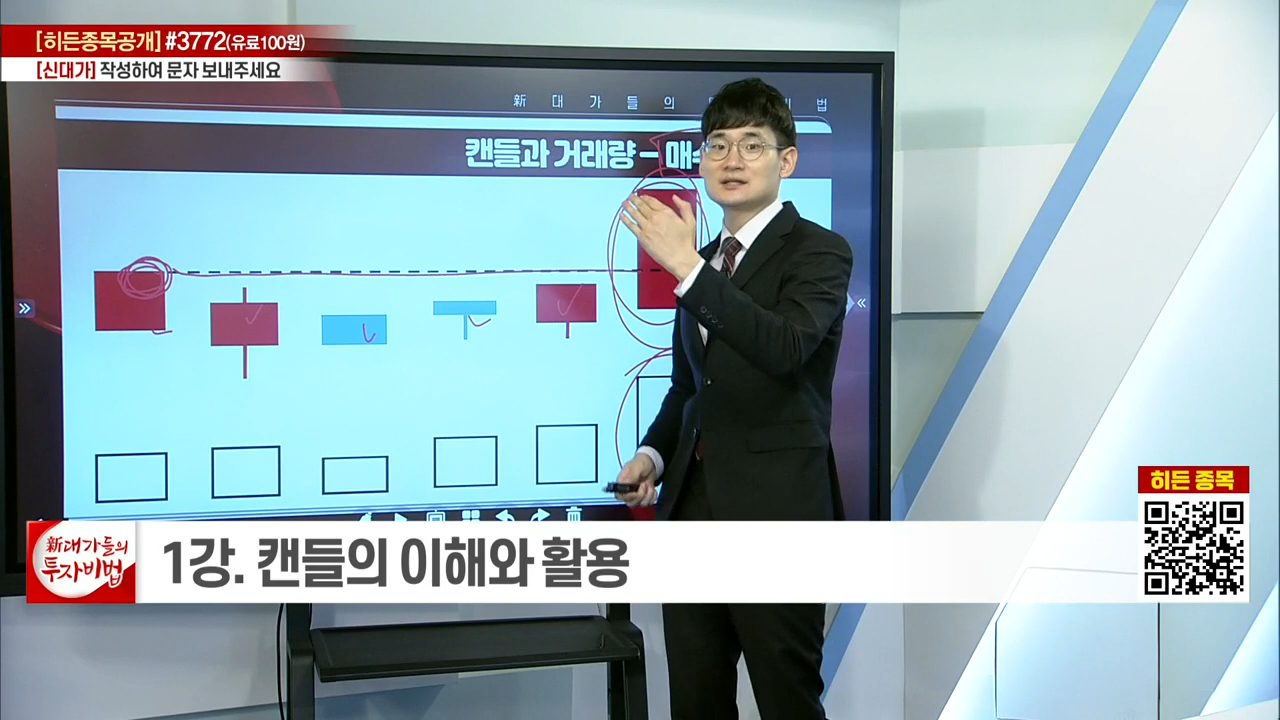 [히든종목공개] #3772(유료100원)
[신대가] 작성하여 문자 보내주세요
新 대 가 들 의
법
캔들과 거래량 - 매
新대가들의
투자비법
1강. 캔들의 이해와 활용
히든 종목